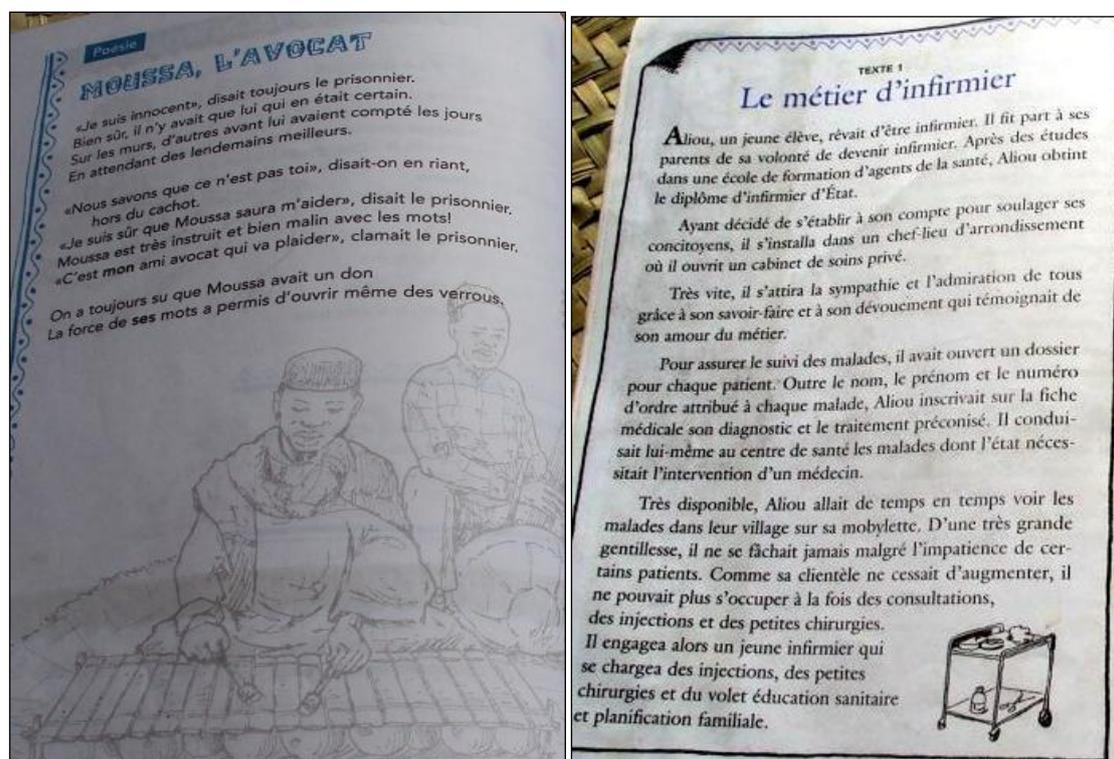 Poésie
MOUSSA, L'AVOCAT
«Je suis innocent», disait toujours le prisonnier.
Bien sûr, il n'y avait que lui qui en était certain.
Sur les murs, d'autres avant lui avaient compté les jours
En attendant des lendemains meilleurs.
«Nous savons que ce n'est pas toi», disait-on en riant,
hors du cachot.
«Je suis sûr que Moussa saura m'aider», disait le prisonnier.
Moussa est très instruit et bien malin avec les mots!
«C'est mon ami avocat qui va plaider», clamait le prisonnier.
On a toujours su que Moussa avait un don
La force de ses mots a permis d'ouvrir même des verrous.
TEXTE 1
Le métier d'infirmier
Aliou, un jeune élève, rêvait d'être infirmier. Il fit part à ses
parents de sa volonté de devenir infirmier. Après des études
dans une école de formation d'agents de la santé, Aliou obtint
le diplôme d'infirmier d'État.
Ayant décidé de s'établir à son compte pour soulager ses
concitoyens, il s'installa dans un chef-lieu d'arrondissement
où il ouvrit un cabinet de soins privé.
Très vite, il s'attira la sympathie et l'admiration de tous
grâce à son savoir-faire et à son dévouement qui témoignait de
son amour du métier.
Pour assurer le suivi des malades, il avait ouvert un dossier
pour chaque patient. Outre le nom, le prénom et le numéro
d'ordre attribué à chaque malade, Aliou inscrivait sur la fiche
médicale son diagnostic et le traitement préconisé. Il condui-
sait lui-même au centre de santé les malades dont l'état néces-
sitait l'intervention d'un médecin.
Très disponible, Aliou allait de temps en temps voir les
malades dans leur village sur sa mobylette. D'une très grande
gentillesse, il ne se fâchait jamais malgré l'impatience de cer-
tains patients. Comme sa clientèle ne cessait d'augmenter, il
ne pouvait plus s'occuper à la fois des consultations,
des injections et des petites chirurgies.
Il engagea alors un jeune infirmier qui
se chargea des injections, des petites
chirurgies et du volet éducation sanitaire
et planification familiale.